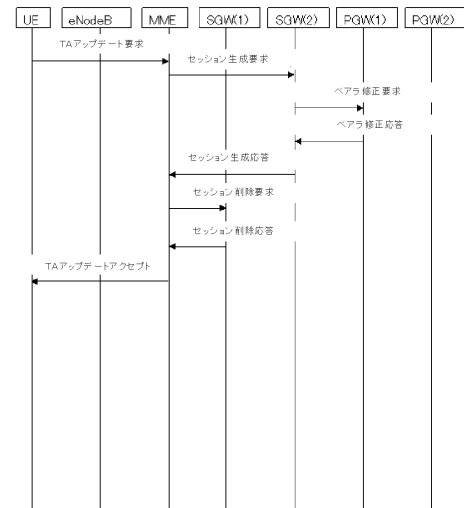 UE eNodeB MME SGW(1) SGW(2) PGW(1) PGW(2)
TAアップデート要求
セッション生成要求
ベアラ修正要求
ベアラ修正応答
セッション生成応答
セッション削除要求
セッション削除応答
TAアップデートアクセプト